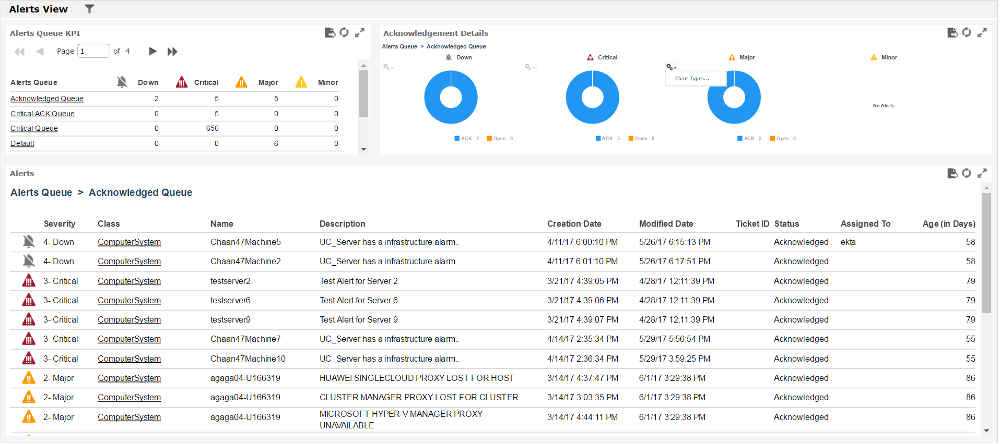 Alerts View
Alerts Queue KPI
Page 1 of 4
Alerts Queue Down Critical Major Minor
Acknowledged Queue 2 5 5 0
Critical ACK Queue 0 5 0 0
Critical Queue 0 656 0 0
Default 0 0 6 0
Acknowledgement Details
Alerts Queue > Acknowledged Queue
Down Critical Major Minor
Chart Types...
No Alerts
ACK : 2 Open : 0 ACK : 5 Open : 0 ACK : 5 Open : 0
Alerts
Alerts Queue > Acknowledged Queue
Severity Class Name Description Creation Date Modified Date Ticket ID Status Assigned To Age (in Days)
4- Down ComputerSystem Chaan47Machine5 UC_Server has a infrastructure alarm.. 4/11/17 6:00:10 PM 5/26/17 6:15:13 PM Acknowledged ekta 58
4- Down ComputerSystem Chaan47Machine2 UC_Server has a infrastructure alarm.. 4/11/17 6:01:10 PM 5/26/17 6:17:51 PM Acknowledged 58
3- Critical ComputerSystem testserver2 Test Alert for Server 2 3/21/17 4:39:05 PM 4/28/17 12:11:39 PM Acknowledged 79
3- Critical ComputerSystem testserver6 Test Alert for Server 6 3/21/17 4:39:06 PM 4/28/17 12:11:39 PM Acknowledged 79
3- Critical ComputerSystem testserver9 Test Alert for Server 9 3/21/17 4:39:07 PM 4/28/17 12:11:39 PM Acknowledged 79
3- Critical ComputerSystem Chaan47Machine7 UC_Server has a infrastructure alarm.. 4/14/17 2:35:34 PM 5/29/17 5:56:54 PM Acknowledged 55
3- Critical ComputerSystem Chaan47Machine10 UC_Server has a infrastructure alarm.. 4/14/17 2:36:34 PM 5/29/17 3:59:25 PM Acknowledged 55
2- Major ComputerSystem agaga04-U166319 HUAWEI SINGLECLOUD PROXY LOST FOR HOST 3/14/17 4:37:47 PM 6/1/17 3:29:38 PM Acknowledged 86
2- Major ComputerSystem agaga04-U166319 CLUSTER MANAGER PROXY LOST FOR CLUSTER 3/14/17 3:03:35 PM 6/1/17 3:29:38 PM Acknowledged 86
2- Major ComputerSystem agaga04-U166319 MICROSOFT HYPER-V MANAGER PROXY 3/14/17 4:44:11 PM 6/1/17 3:29:38 PM Acknowledged 86
UNAVAILABLE